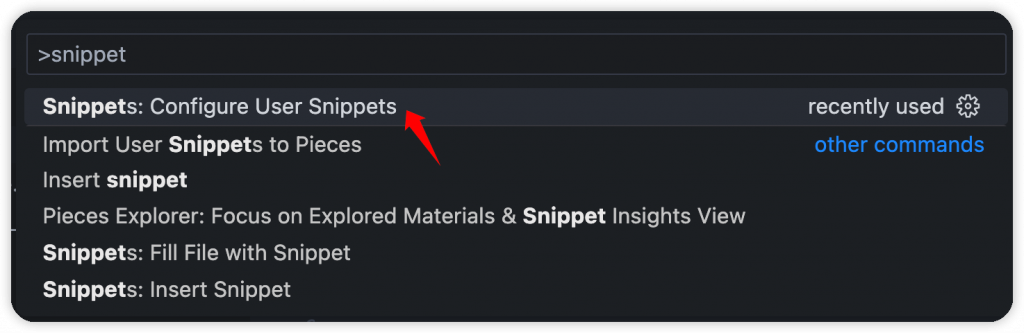 >snippet
Snippets: Configure User Snippets recently used
Import User Snippets to Pieces other commands
Insert snippet
Pieces Explorer: Focus on Explored Materials & Snippet Insights View
Snippets: Fill File with Snippet
Snippets: Insert Snippet